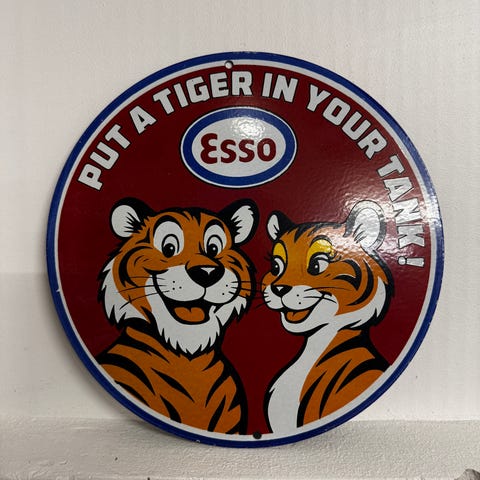 PUT A TIGER IN YOUR TANK!
Esso